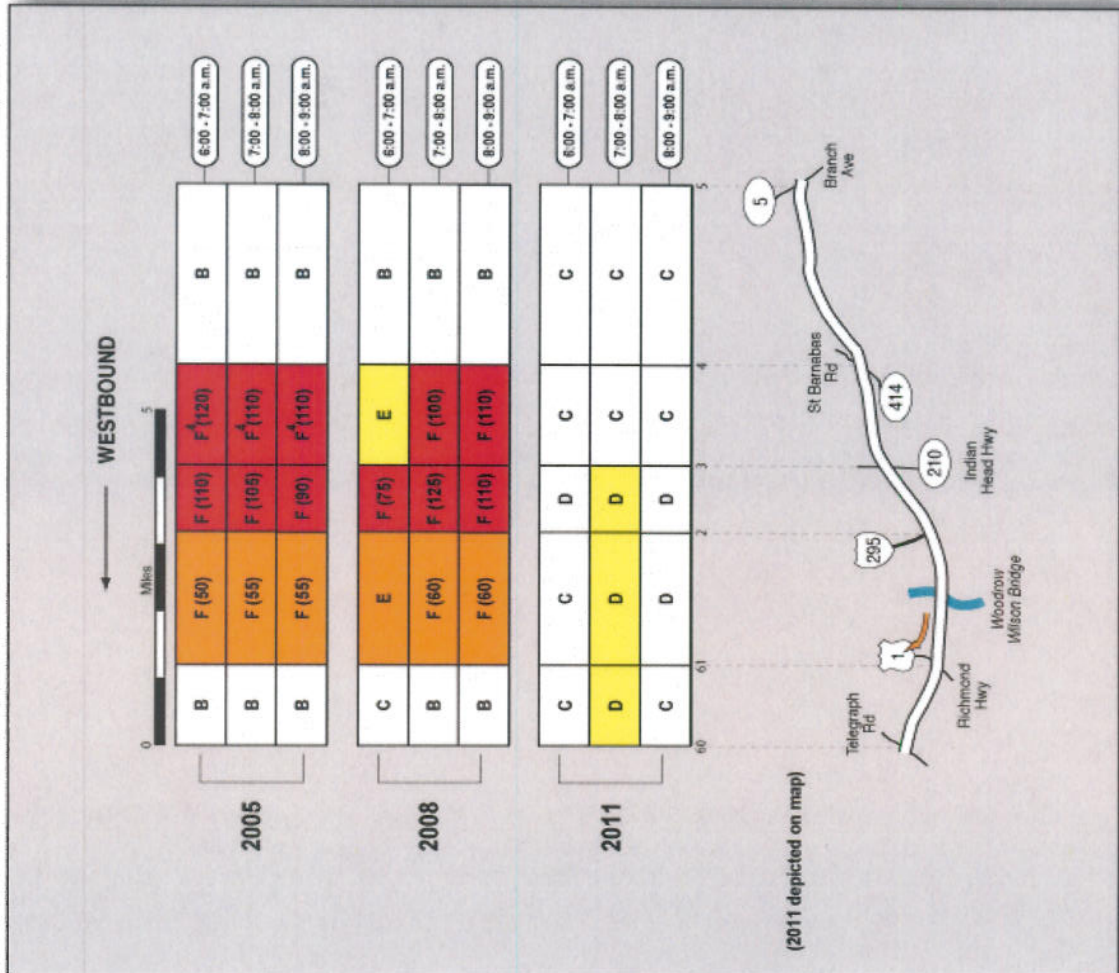 WESTBOUND
0 Miles 5
2005
B F (50) F (110) F⁴(120) B 6:00 - 7:00 a.m.
B F (55) F (105) F⁴(110) B 7:00 - 8:00 a.m.
B F (55) F (90) F⁴(110) B 8:00 - 9:00 a.m.
2008
C E F (75) E B 6:00 - 7:00 a.m.
B F (60) F (125) F (100) B 7:00 - 8:00 a.m.
B F (60) F (110) F (110) B 8:00 - 9:00 a.m.
2011
C C D C C 6:00 - 7:00 a.m.
D D D C C 7:00 - 8:00 a.m.
C D D C C 8:00 - 9:00 a.m.
60 61 2 3 4 5
(2011 depicted on map)
Telegraph
Rd
1
Richmond
Hwy
Woodrow
Wilson Bridge
295
210
Indian
Head Hwy
St Barnabas
Rd
414
5
Branch
Ave